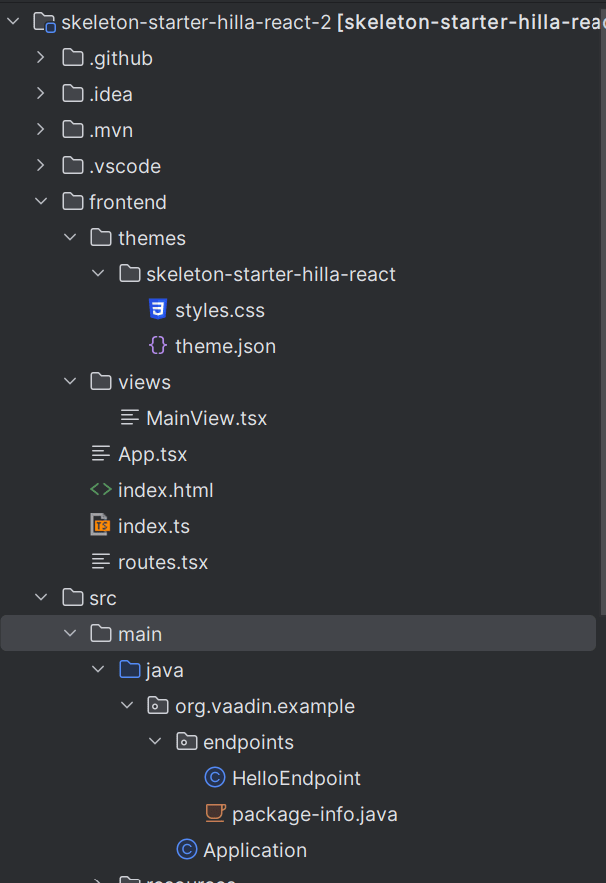 skeleton-starter-hilla-react-2 [skeleton-starter-hilla-rea
.github
.idea
.mvn
.vscode
frontend
themes
skeleton-starter-hilla-react
styles.css
theme.json
views
MainView.tsx
App.tsx
index.html
index.ts
routes.tsx
src
main
java
org.vaadin.example
endpoints
HelloEndpoint
package-info.java
Application